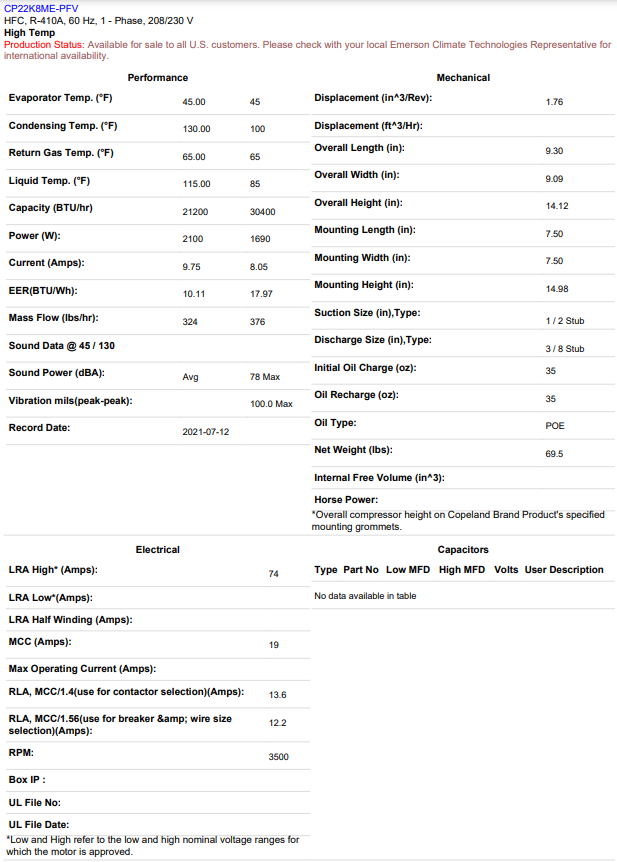 CP22K8ME-PFV
HFC, R-410A, 60 Hz, 1 - Phase, 208/230 V
High Temp
Production Status: Available for sale to all U.S. customers. Please check with your local Emerson Climate Technologies Representative for
international availability.
Performance
Evaporator Temp. (°F) 45.00 45
Condensing Temp. (°F) 130.00 100
Return Gas Temp. (°F) 65.00 65
Liquid Temp. (°F) 115.00 85
Capacity (BTU/hr) 21200 30400
Power (W): 2100 1690
Current (Amps): 9.75 8.05
EER(BTU/Wh): 10.11 17.97
Mass Flow (lbs/hr): 324 376
Sound Data @ 45 / 130
Sound Power (dBA): Avg 78 Max
Vibration mils(peak-peak): 100.0 Max
Record Date: 2021-07-12
Mechanical
Displacement (in^3/Rev): 1.76
Displacement (ft^3/Hr):
Overall Length (in): 9.30
Overall Width (in): 9.09
Overall Height (in): 14.12
Mounting Length (in): 7.50
Mounting Width (in): 7.50
Mounting Height (in): 14.98
Suction Size (in),Type: 1 / 2 Stub
Discharge Size (in),Type: 3 / 8 Stub
Initial Oil Charge (oz): 35
Oil Recharge (oz): 35
Oil Type: POE
Net Weight (lbs): 69.5
Internal Free Volume (in^3):
Horse Power:
*Overall compressor height on Copeland Brand Product's specified
mounting grommets.
Electrical
LRA High* (Amps): 74
LRA Low*(Amps):
LRA Half Winding (Amps):
MCC (Amps): 19
Max Operating Current (Amps):
RLA, MCC/1.4(use for contactor selection)(Amps): 13.6
RLA, MCC/1.56(use for breaker &amp; wire size
selection)(Amps): 12.2
RPM: 3500
Box IP :
UL File No:
UL File Date:
*Low and High refer to the low and high nominal voltage ranges for
which the motor is approved.
Capacitors
Type Part No Low MFD High MFD Volts User Description
No data available in table